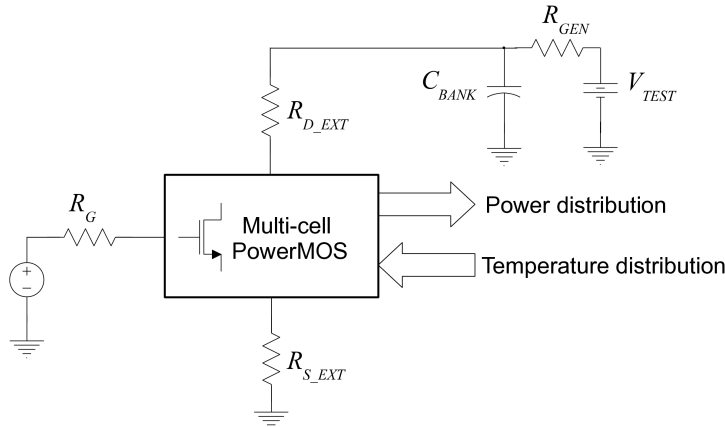 R_GEN
C_BANK
V_TEST
R_D_EXT
R_G
Multi-cell
PowerMOS
Power distribution
Temperature distribution
+
-
R_S_EXT